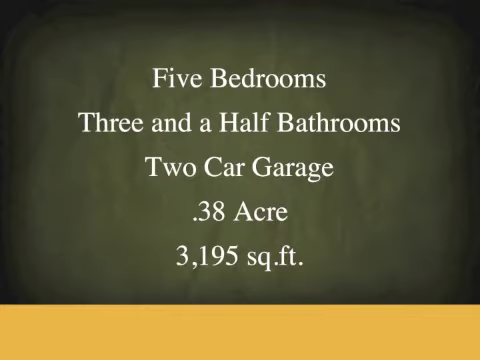 Five Bedrooms
Three and a Half Bathrooms
Two Car Garage
.38 Acre
3,195 sq.ft.